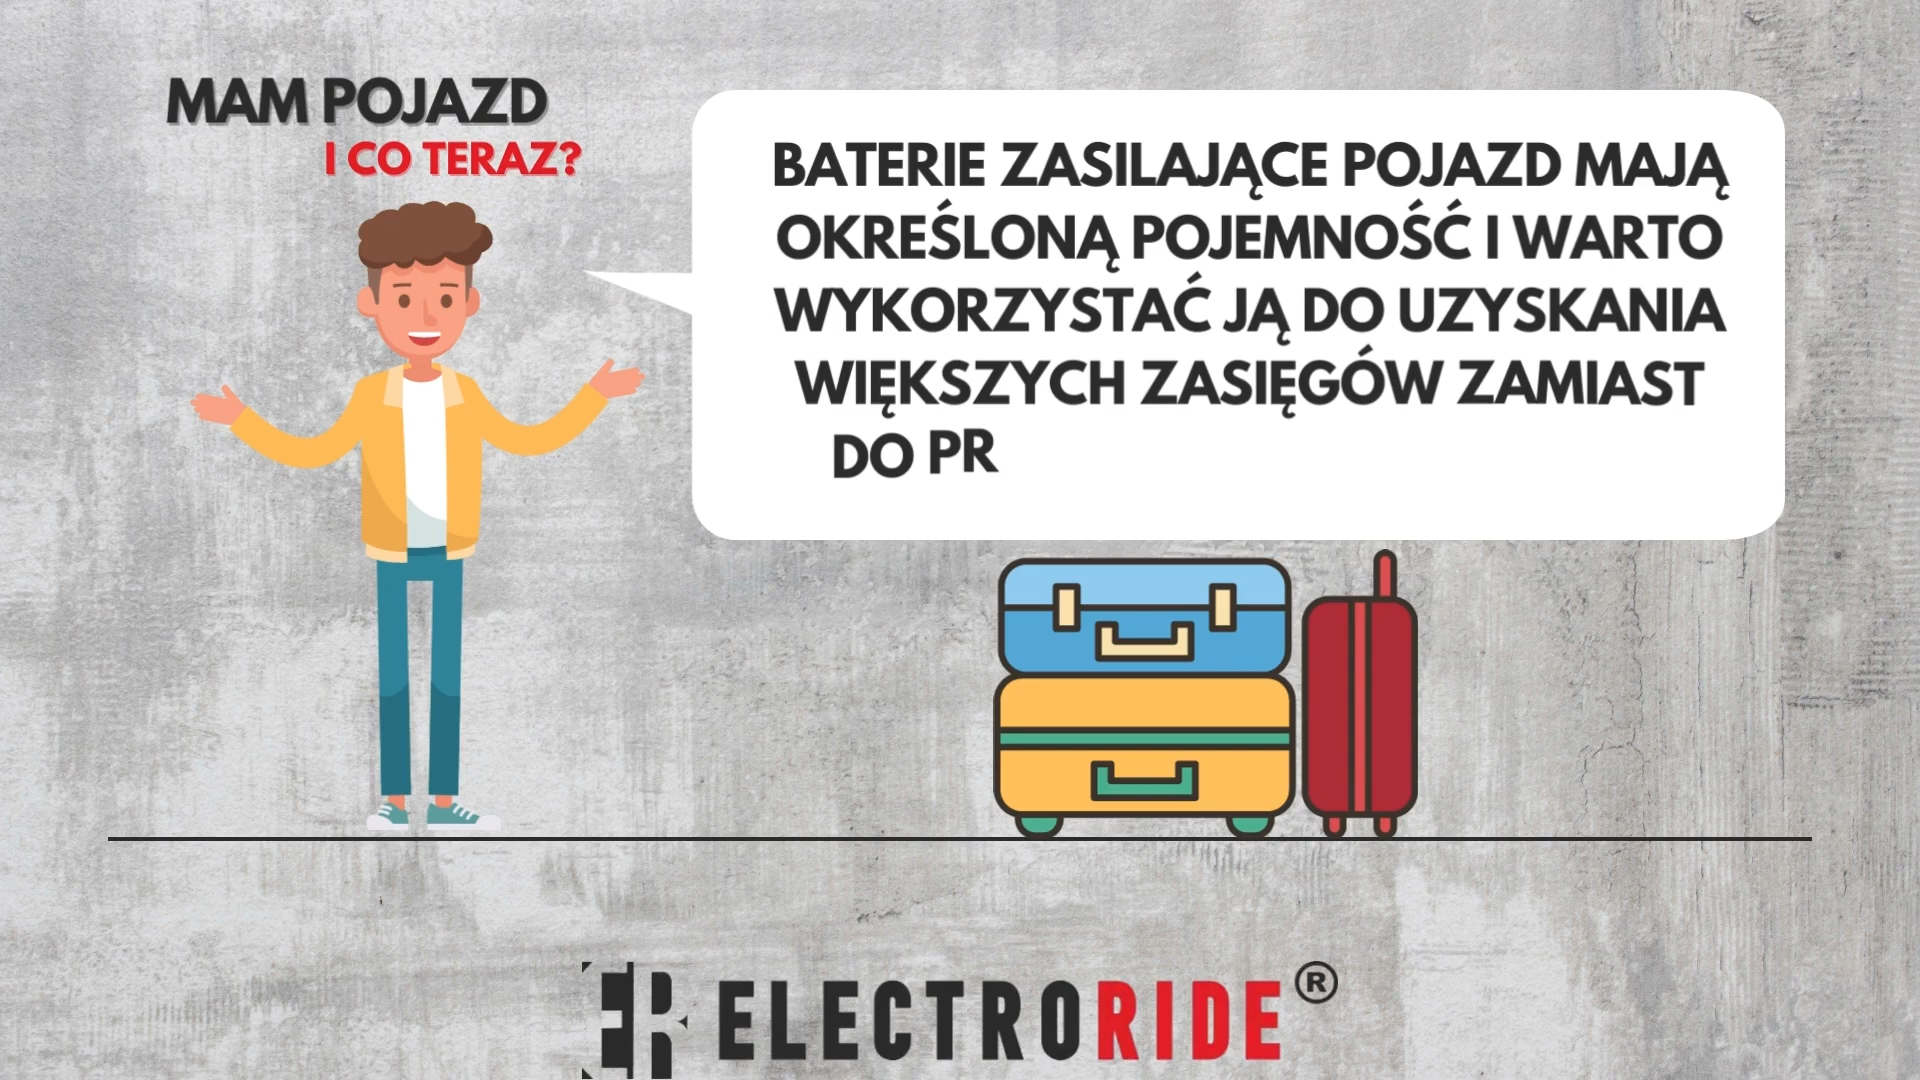 MAM POJAZD
I CO TERAZ?
BATERIE ZASILAJĄCE POJAZD MAJĄ
OKREŚLONĄ POJEMNOŚĆ I WARTO
WYKORZYSTAĆ JĄ DO UZYSKANIA
WIĘKSZYCH ZASIĘGÓW ZAMIAST
DO PR
ELECTRORIDE®